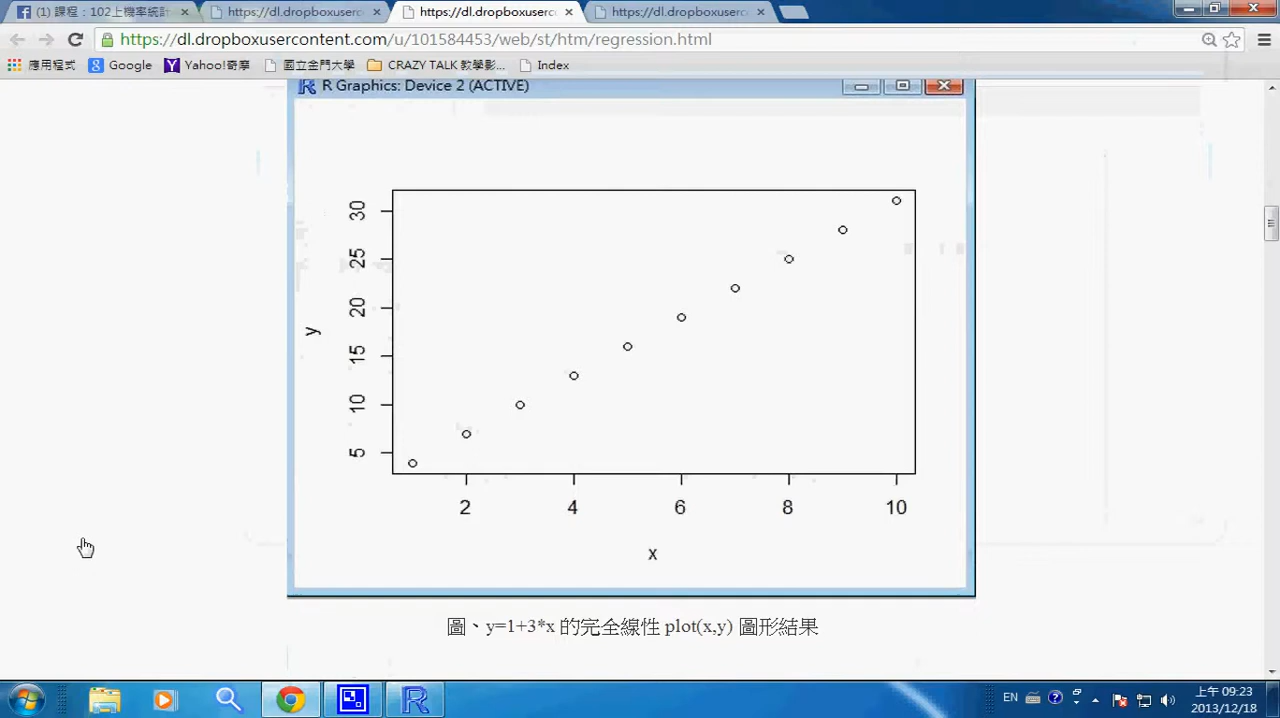 (1) 課程：102上機率統計
https://dl.dropboxuserco
https://dl.dropboxuserco
https://dl.dropboxuserco
https://dl.dropboxusercontent.com/u/101584453/web/st/htm/regression.html
應用程式 Google Yahoo!奇摩 國立金門大學 CRAZY TALK 教學影... Index
R Graphics: Device 2 (ACTIVE)
30
25
20
15
10
5
y
2 4 6 8 10
x
圖、y=1+3*x 的完全線性 plot(x,y) 圖形結果
EN
上午 09:23
2013/12/18